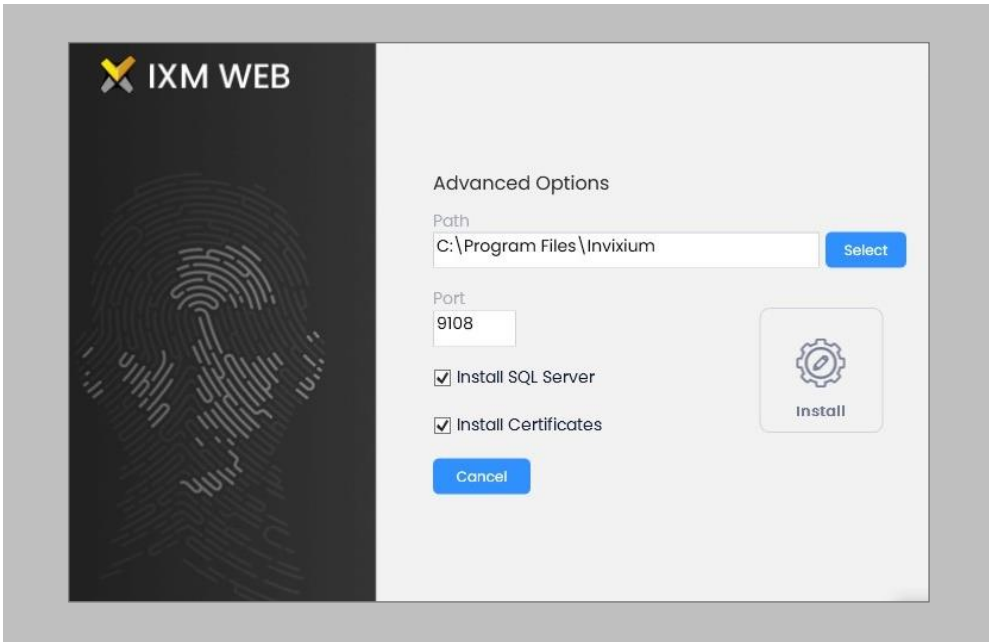 IXM WEB
Advanced Options
Path
C:\Program Files\Invixium
Select
Port
9108
Install SQL Server
Install
Install Certificates
Cancel